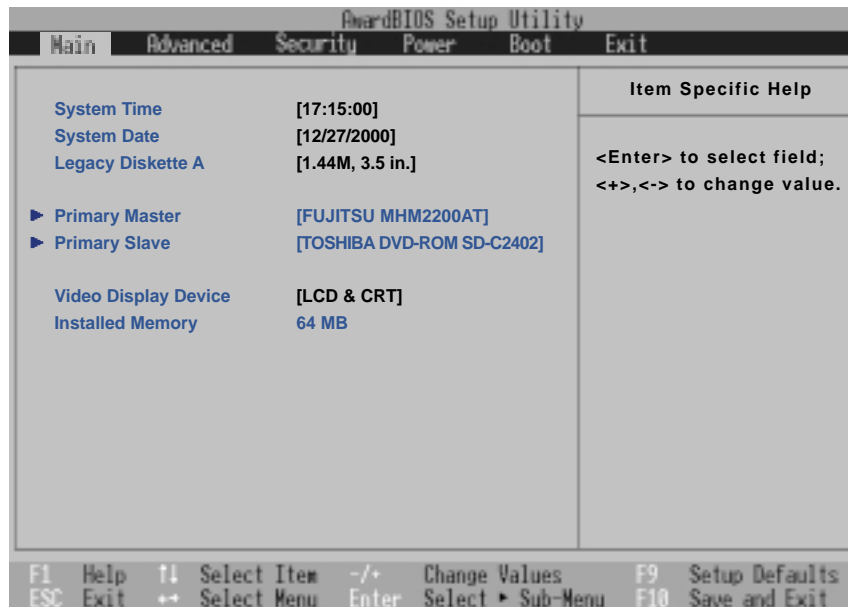 AwardBIOS Setup Utility
Main Advanced Security Power Boot Exit
Item Specific Help
System Time [17:15:00]
System Date [12/27/2000]
Legacy Diskette A [1.44M, 3.5 in.]
<Enter> to select field;
<+>,<-> to change value.
▶ Primary Master [FUJITSU MHM2200AT]
▶ Primary Slave [TOSHIBA DVD-ROM SD-C2402]
Video Display Device [LCD & CRT]
Installed Memory 64 MB
F1 Help ↑↓ Select Item -/+ Change Values F9 Setup Defaults
ESC Exit ←→ Select Menu Enter Select ▶ Sub-Menu F10 Save and Exit